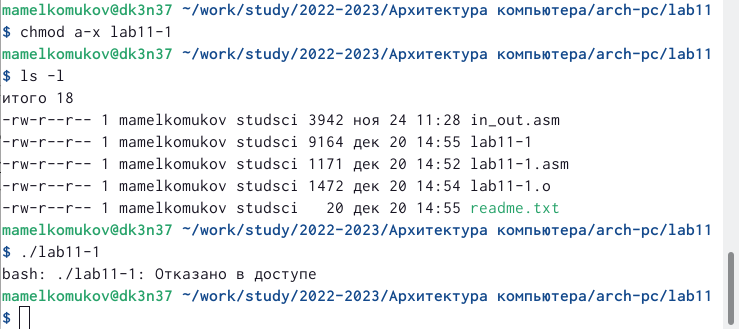 mamelkomukov@dk3n37 ~/work/study/2022-2023/Архитектура компьютера/arch-pc/lab11
$ chmod a-x lab11-1
mamelkomukov@dk3n37 ~/work/study/2022-2023/Архитектура компьютера/arch-pc/lab11
$ ls -l
итого 18
-rw-r--r-- 1 mamelkomukov studsci 3942 ноя 24 11:28 in_out.asm
-rw-r--r-- 1 mamelkomukov studsci 9164 дек 20 14:55 lab11-1
-rw-r--r-- 1 mamelkomukov studsci 1171 дек 20 14:52 lab11-1.asm
-rw-r--r-- 1 mamelkomukov studsci 1472 дек 20 14:54 lab11-1.o
-rw-r--r-- 1 mamelkomukov studsci   20 дек 20 14:55 readme.txt
mamelkomukov@dk3n37 ~/work/study/2022-2023/Архитектура компьютера/arch-pc/lab11
$ ./lab11-1
bash: ./lab11-1: Отказано в доступе
mamelkomukov@dk3n37 ~/work/study/2022-2023/Архитектура компьютера/arch-pc/lab11
$